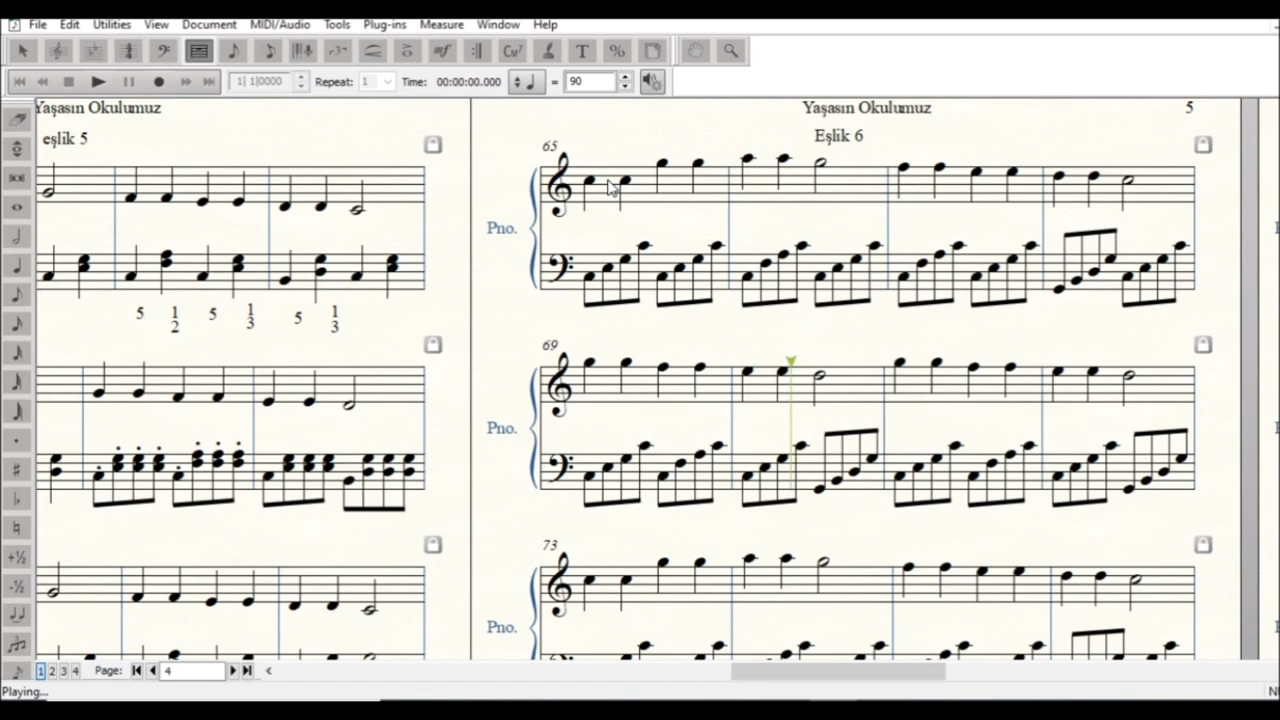 File Edit Utilities View Document MIDI/Audio Tools Plug-ins Measure Window Help
1| 1|0000 Repeat: 1 Time: 00:00:00.000 = 90
Yaşasın Okulumuz
eşlik 5
5 1 5 1 5 1
2 3 3
Yaşasın Okulumuz 5
Eşlik 6
65
Pno.
69
Pno.
73
Pno.
1 2 3 4 Page: 4
Playing...